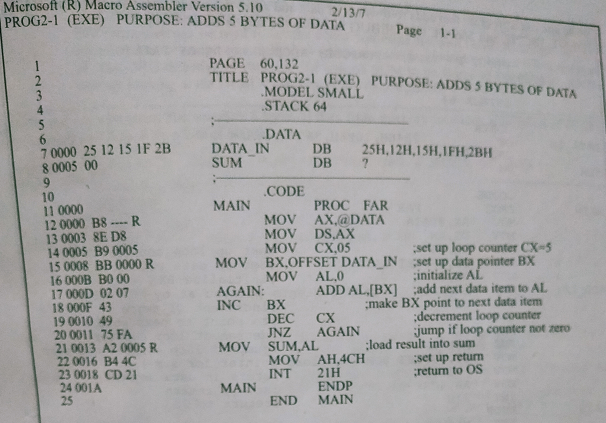 Microsoft (R) Macro Assembler Version 5.10 2/13/7
PROG2-1 (EXE) PURPOSE: ADDS 5 BYTES OF DATA Page 1-1
1 PAGE 60,132
2 TITLE PROG2-1 (EXE) PURPOSE: ADDS 5 BYTES OF DATA
3 .MODEL SMALL
4 .STACK 64
5 ;
6 .DATA
7 0000 25 12 15 1F 2B DATA_IN DB 25H,12H,15H,1FH,2BH
8 0005 00 SUM DB ?
9 ;
10 .CODE
11 0000 MAIN PROC FAR
12 0000 B8 ---- R MOV AX,@DATA
13 0003 8E D8 MOV DS,AX
14 0005 B9 0005 MOV CX,05 ;set up loop counter CX=5
15 0008 BB 0000 R MOV BX,OFFSET DATA_IN ;set up data pointer BX
16 000B B0 00 MOV AL,0 ;initialize AL
17 000D 02 07 AGAIN: ADD AL,[BX] ;add next data item to AL
18 000F 43 INC BX ;make BX point to next data item
19 0010 49 DEC CX ;decrement loop counter
20 0011 75 FA JNZ AGAIN ;jump if loop counter not zero
21 0013 A2 0005 R MOV SUM,AL ;load result into sum
22 0016 B4 4C MOV AH,4CH ;set up return
23 0018 CD 21 INT 21H ;return to OS
24 001A MAIN ENDP
25 END MAIN